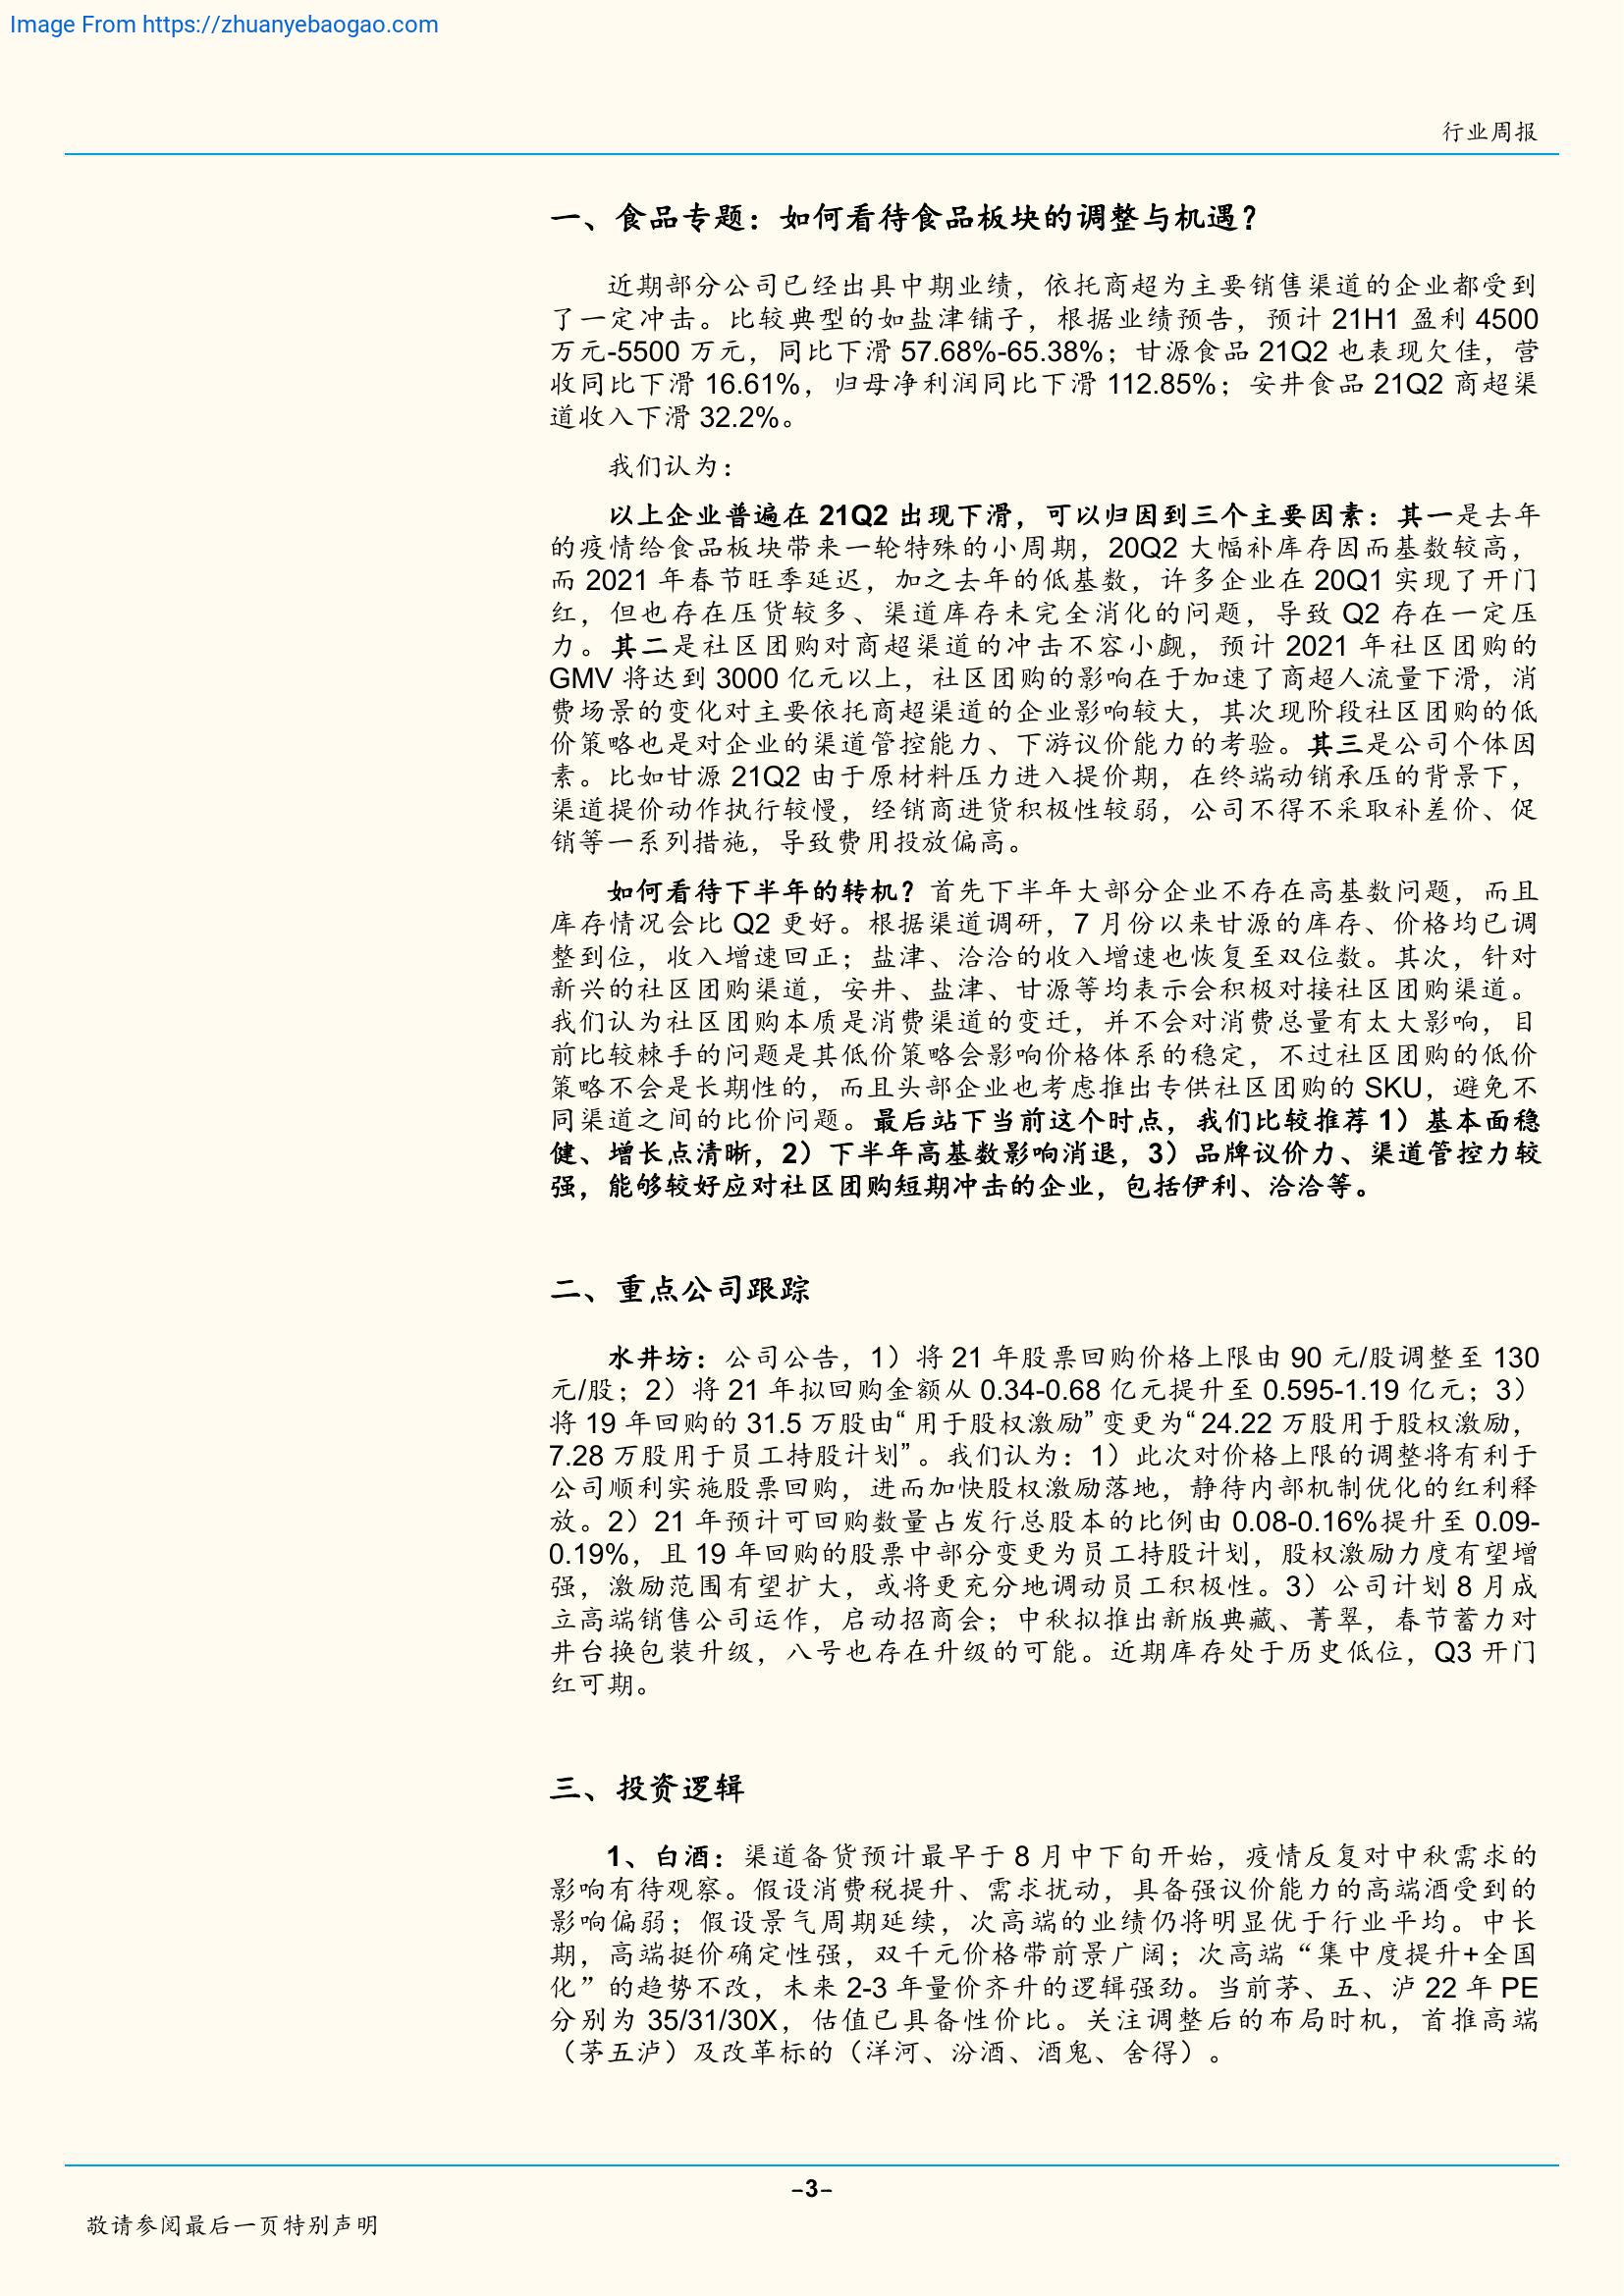 Image From https://zhuanyebaogao.com
行业周报
一、食品专题：如何看待食品板块的调整与机遇？
近期部分公司已经出具中期业绩，依托商超为主要销售渠道的企业都受到
了一定冲击。比较典型的如盐津铺子，根据业绩预告，预计 21H1 盈利 4500
万元-5500 万元，同比下滑 57.68%-65.38%；甘源食品 21Q2 也表现欠佳，营
收同比下滑 16.61%，归母净利润同比下滑 112.85%；安井食品 21Q2 商超渠
道收入下滑 32.2%。
我们认为：
以上企业普遍在 21Q2 出现下滑，可以归因到三个主要因素：其一是去年
的疫情给食品板块带来一轮特殊的小周期，20Q2 大幅补库存因而基数较高，
而 2021 年春节旺季延迟，加之去年的低基数，许多企业在 20Q1 实现了开门
红，但也存在压货较多、渠道库存未完全消化的问题，导致 Q2 存在一定压
力。其二是社区团购对商超渠道的冲击不容小觑，预计 2021 年社区团购的
GMV 将达到 3000 亿元以上，社区团购的影响在于加速了商超人流量下滑，消
费场景的变化对主要依托商超渠道的企业影响较大，其次现阶段社区团购的低
价策略也是对企业的渠道管控能力、下游议价能力的考验。其三是公司个体因
素。比如甘源 21Q2 由于原材料压力进入提价期，在终端动销承压的背景下，
渠道提价动作执行较慢，经销商进货积极性较弱，公司不得不采取补差价、促
销等一系列措施，导致费用投放偏高。
如何看待下半年的转机？首先下半年大部分企业不存在高基数问题，而且
库存情况会比 Q2 更好。根据渠道调研，7 月份以来甘源的库存、价格均已调
整到位，收入增速回正；盐津、洽洽的收入增速也恢复至双位数。其次，针对
新兴的社区团购渠道，安井、盐津、甘源等均表示会积极对接社区团购渠道。
我们认为社区团购本质是消费渠道的变迁，并不会对消费总量有太大影响，目
前比较棘手的问题是其低价策略会影响价格体系的稳定，不过社区团购的低价
策略不会是长期性的，而且头部企业也考虑推出专供社区团购的 SKU，避免不
同渠道之间的比价问题。最后站下当前这个时点，我们比较推荐 1）基本面稳
健、增长点清晰，2）下半年高基数影响消退，3）品牌议价力、渠道管控力较
强，能够较好应对社区团购短期冲击的企业，包括伊利、洽洽等。
二、重点公司跟踪
水井坊：公司公告，1）将 21 年股票回购价格上限由 90 元/股调整至 130
元/股；2）将 21 年拟回购金额从 0.34-0.68 亿元提升至 0.595-1.19 亿元；3）
将 19 年回购的 31.5 万股由“用于股权激励”变更为“24.22 万股用于股权激励，
7.28 万股用于员工持股计划”。我们认为：1）此次对价格上限的调整将有利于
公司顺利实施股票回购，进而加快股权激励落地，静待内部机制优化的红利释
放。2）21 年预计可回购数量占发行总股本的比例由 0.08-0.16%提升至 0.09-
0.19%，且 19 年回购的股票中部分变更为员工持股计划，股权激励力度有望增
强，激励范围有望扩大，或将更充分地调动员工积极性。3）公司计划 8 月成
立高端销售公司运作，启动招商会；中秋拟推出新版典藏、菁翠，春节蓄力对
井台换包装升级，八号也存在升级的可能。近期库存处于历史低位，Q3 开门
红可期。
三、投资逻辑
1、白酒：渠道备货预计最早于 8 月中下旬开始，疫情反复对中秋需求的
影响有待观察。假设消费税提升、需求扰动，具备强议价能力的高端酒受到的
影响偏弱；假设景气周期延续，次高端的业绩仍将明显优于行业平均。中长
期，高端挺价确定性强，双千元价格带前景广阔；次高端“集中度提升+全国
化”的趋势不改，未来 2-3 年量价齐升的逻辑强劲。当前茅、五、泸 22 年 PE
分别为 35/31/30X，估值已具备性价比。关注调整后的布局时机，首推高端
（茅五泸）及改革标的（洋河、汾酒、酒鬼、舍得）。
-3-
敬请参阅最后一页特别声明